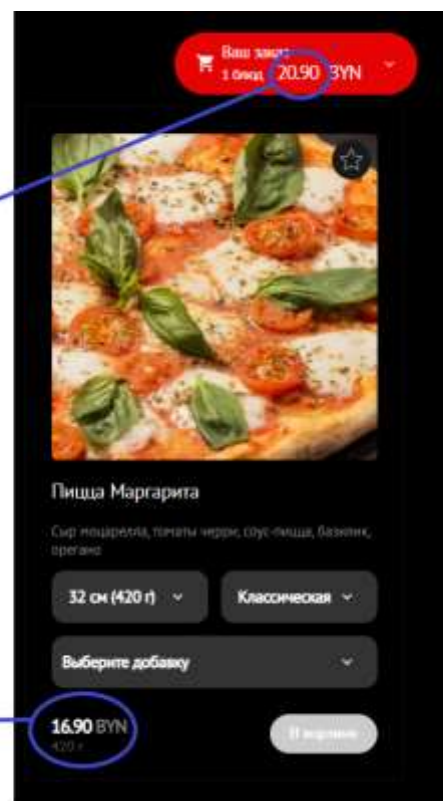 Ваш заказ
1 блюд 20.90 BYN
Пицца Маргарита
Сыр моцарелла, томаты черри, соус-пицца, базилик,
орегано
32 см (420 г)
Классическая
Выберите добавку
16.90 BYN
420 г
В корзине